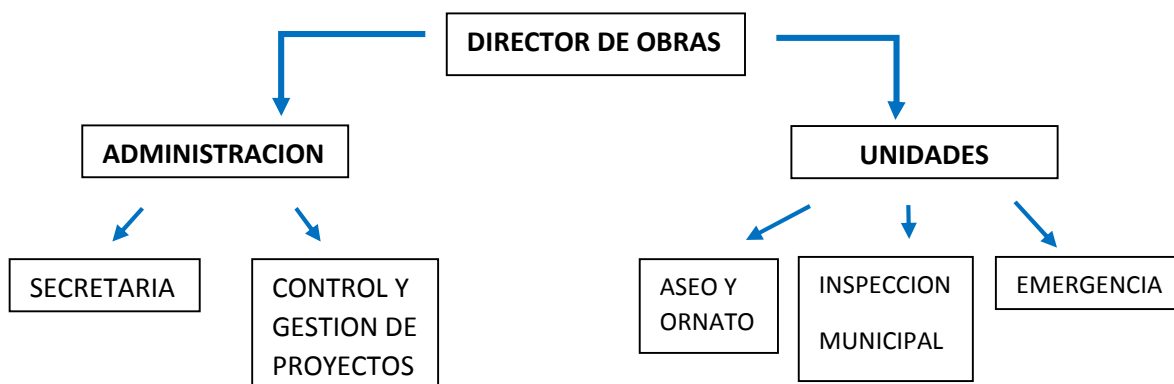 DIRECTOR DE OBRAS
ADMINISTRACION
UNIDADES
SECRETARIA
CONTROL Y
GESTION DE
PROYECTOS
ASEO Y
ORNATO
INSPECCION
MUNICIPAL
EMERGENCIA